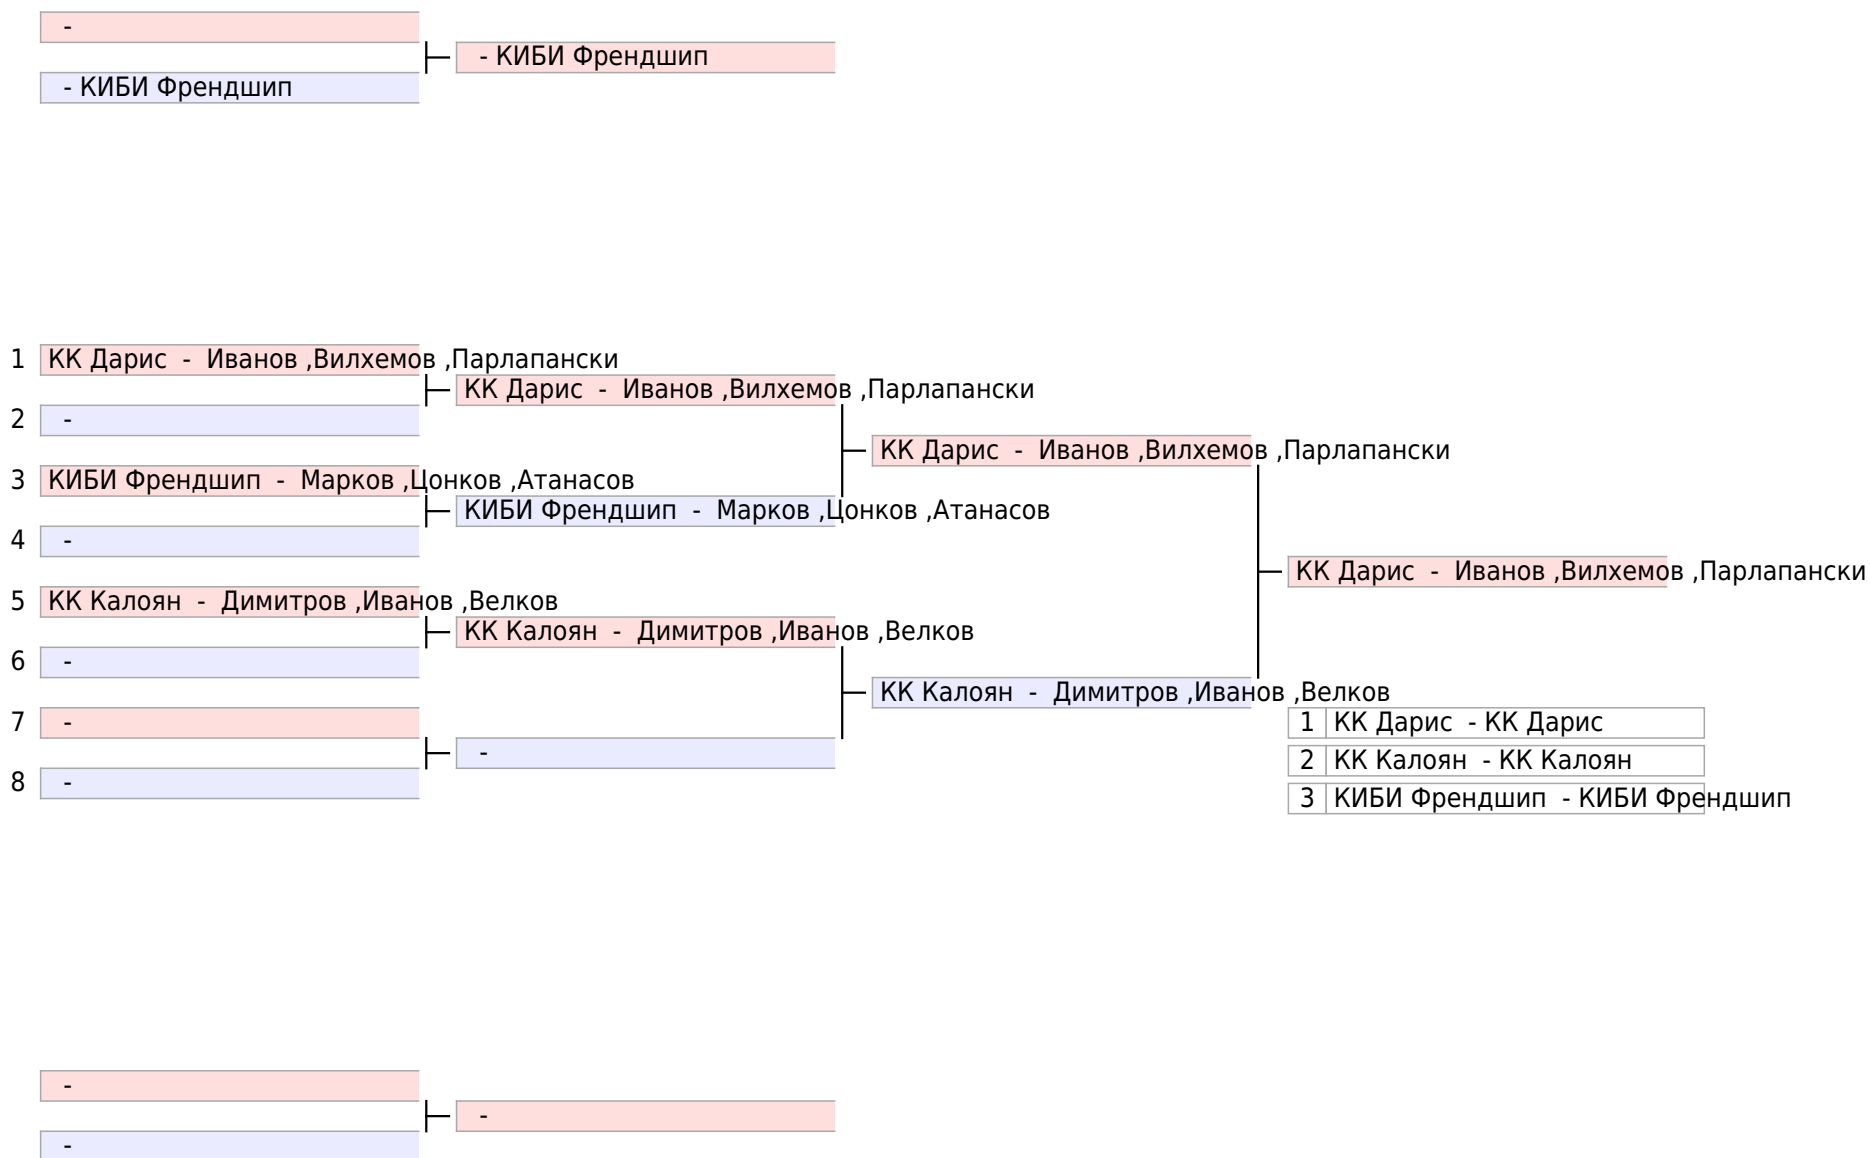 -
- КИБИ Френдшип
- КИБИ Френдшип
1 КК Дарис - Иванов ,Вилхемов ,Парлапански
КК Дарис - Иванов ,Вилхемов ,Парлапански
2 -
КК Дарис - Иванов ,Вилхемов ,Парлапански
3 КИБИ Френдшип - Марков ,Цонков ,Атанасов
КИБИ Френдшип - Марков ,Цонков ,Атанасов
4 -
КК Дарис - Иванов ,Вилхемов ,Парлапански
5 КК Калоян - Димитров ,Иванов ,Велков
КК Калоян - Димитров ,Иванов ,Велков
6 -
КК Калоян - Димитров ,Иванов ,Велков
7 -
1 КК Дарис - КК Дарис
-
2 КК Калоян - КК Калоян
8 -
3 КИБИ Френдшип - КИБИ Френдшип
-
-
-